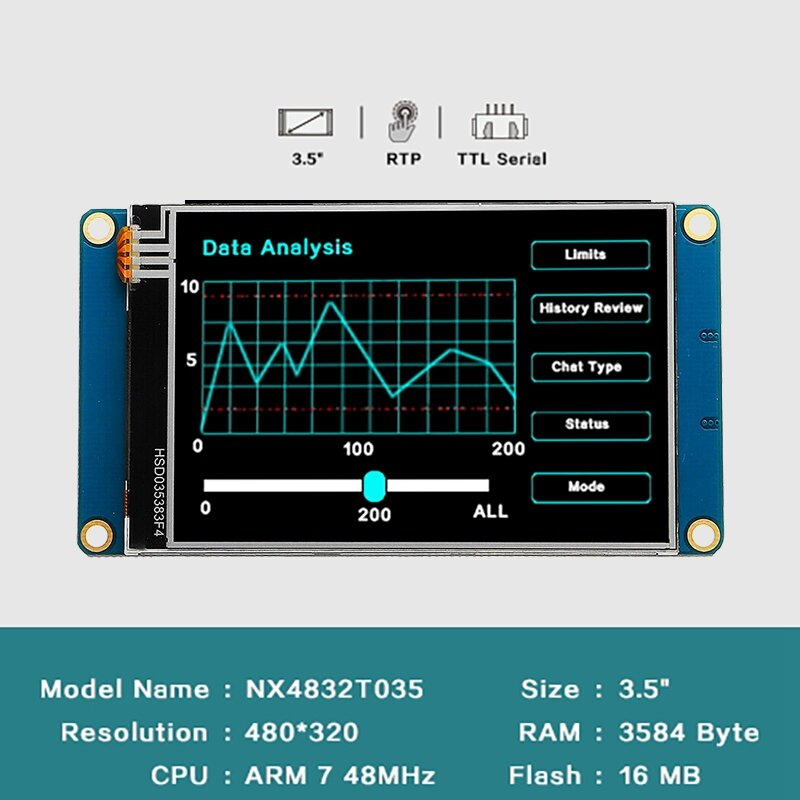 3.5"
RTP
TTL Serial
Data Analysis
10
5
0
100
200
0
200
ALL
Limits
History Review
Chat Type
Status
Mode
HSD035383F4
Model Name : NX4832T035
Resolution : 480*320
CPU : ARM 7 48MHz
Size : 3.5"
RAM : 3584 Byte
Flash : 16 MB